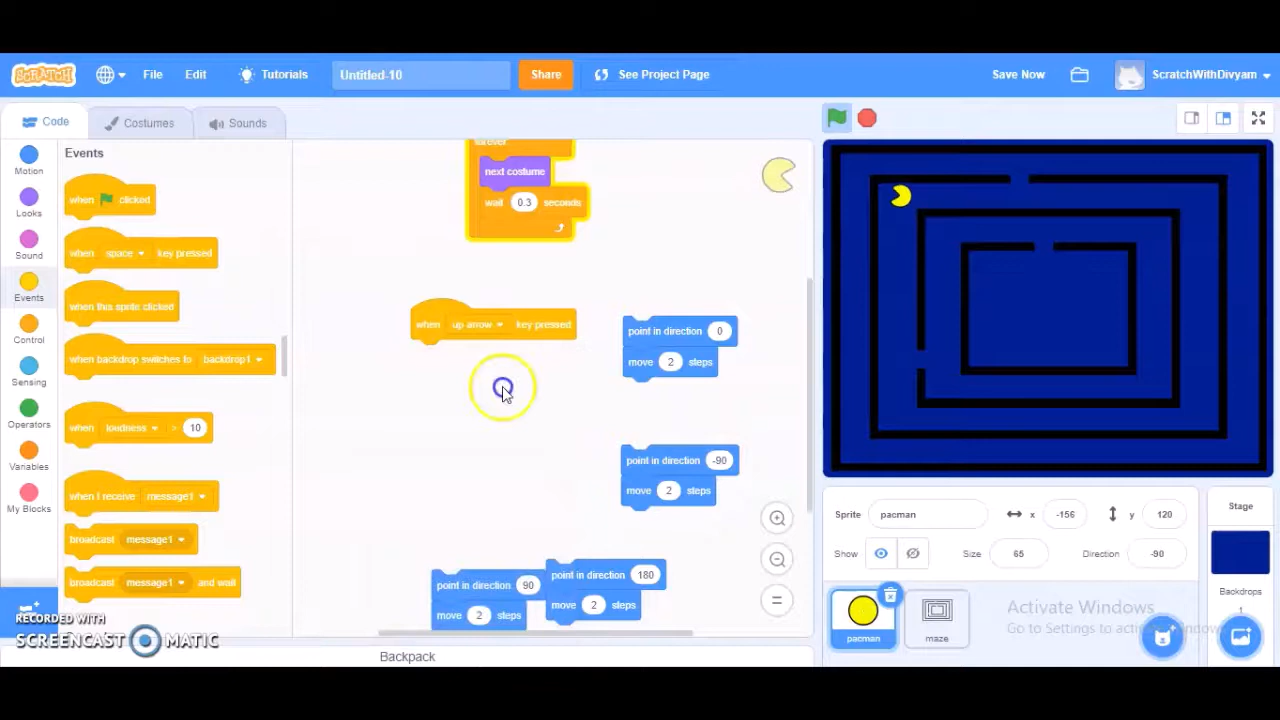 SCRATCH File Edit Tutorials Untitled-10 Share See Project Page Save Now ScratchWithDivyam
Code Costumes Sounds
Motion
Looks
Sound
Events
Control
Sensing
Operators
Variables
My Blocks
Events
when clicked
when space key pressed
when this sprite clicked
when backdrop switches to backdrop1
when loudness > 10
when I receive message1
broadcast message1
broadcast message1 and wait
forever
next costume
wait 0.3 seconds
when up arrow key pressed
point in direction 0
move 2 steps
point in direction -90
move 2 steps
point in direction 90
move 2 steps
point in direction 180
move 2 steps
Sprite pacman x -156 y 120
Show Size 65 Direction -90
pacman
maze
Stage
Backdrops
1
Activate Windows
Go to Settings to activate Windows.
Backpack
RECORDED WITH
SCREENCAST MATIC